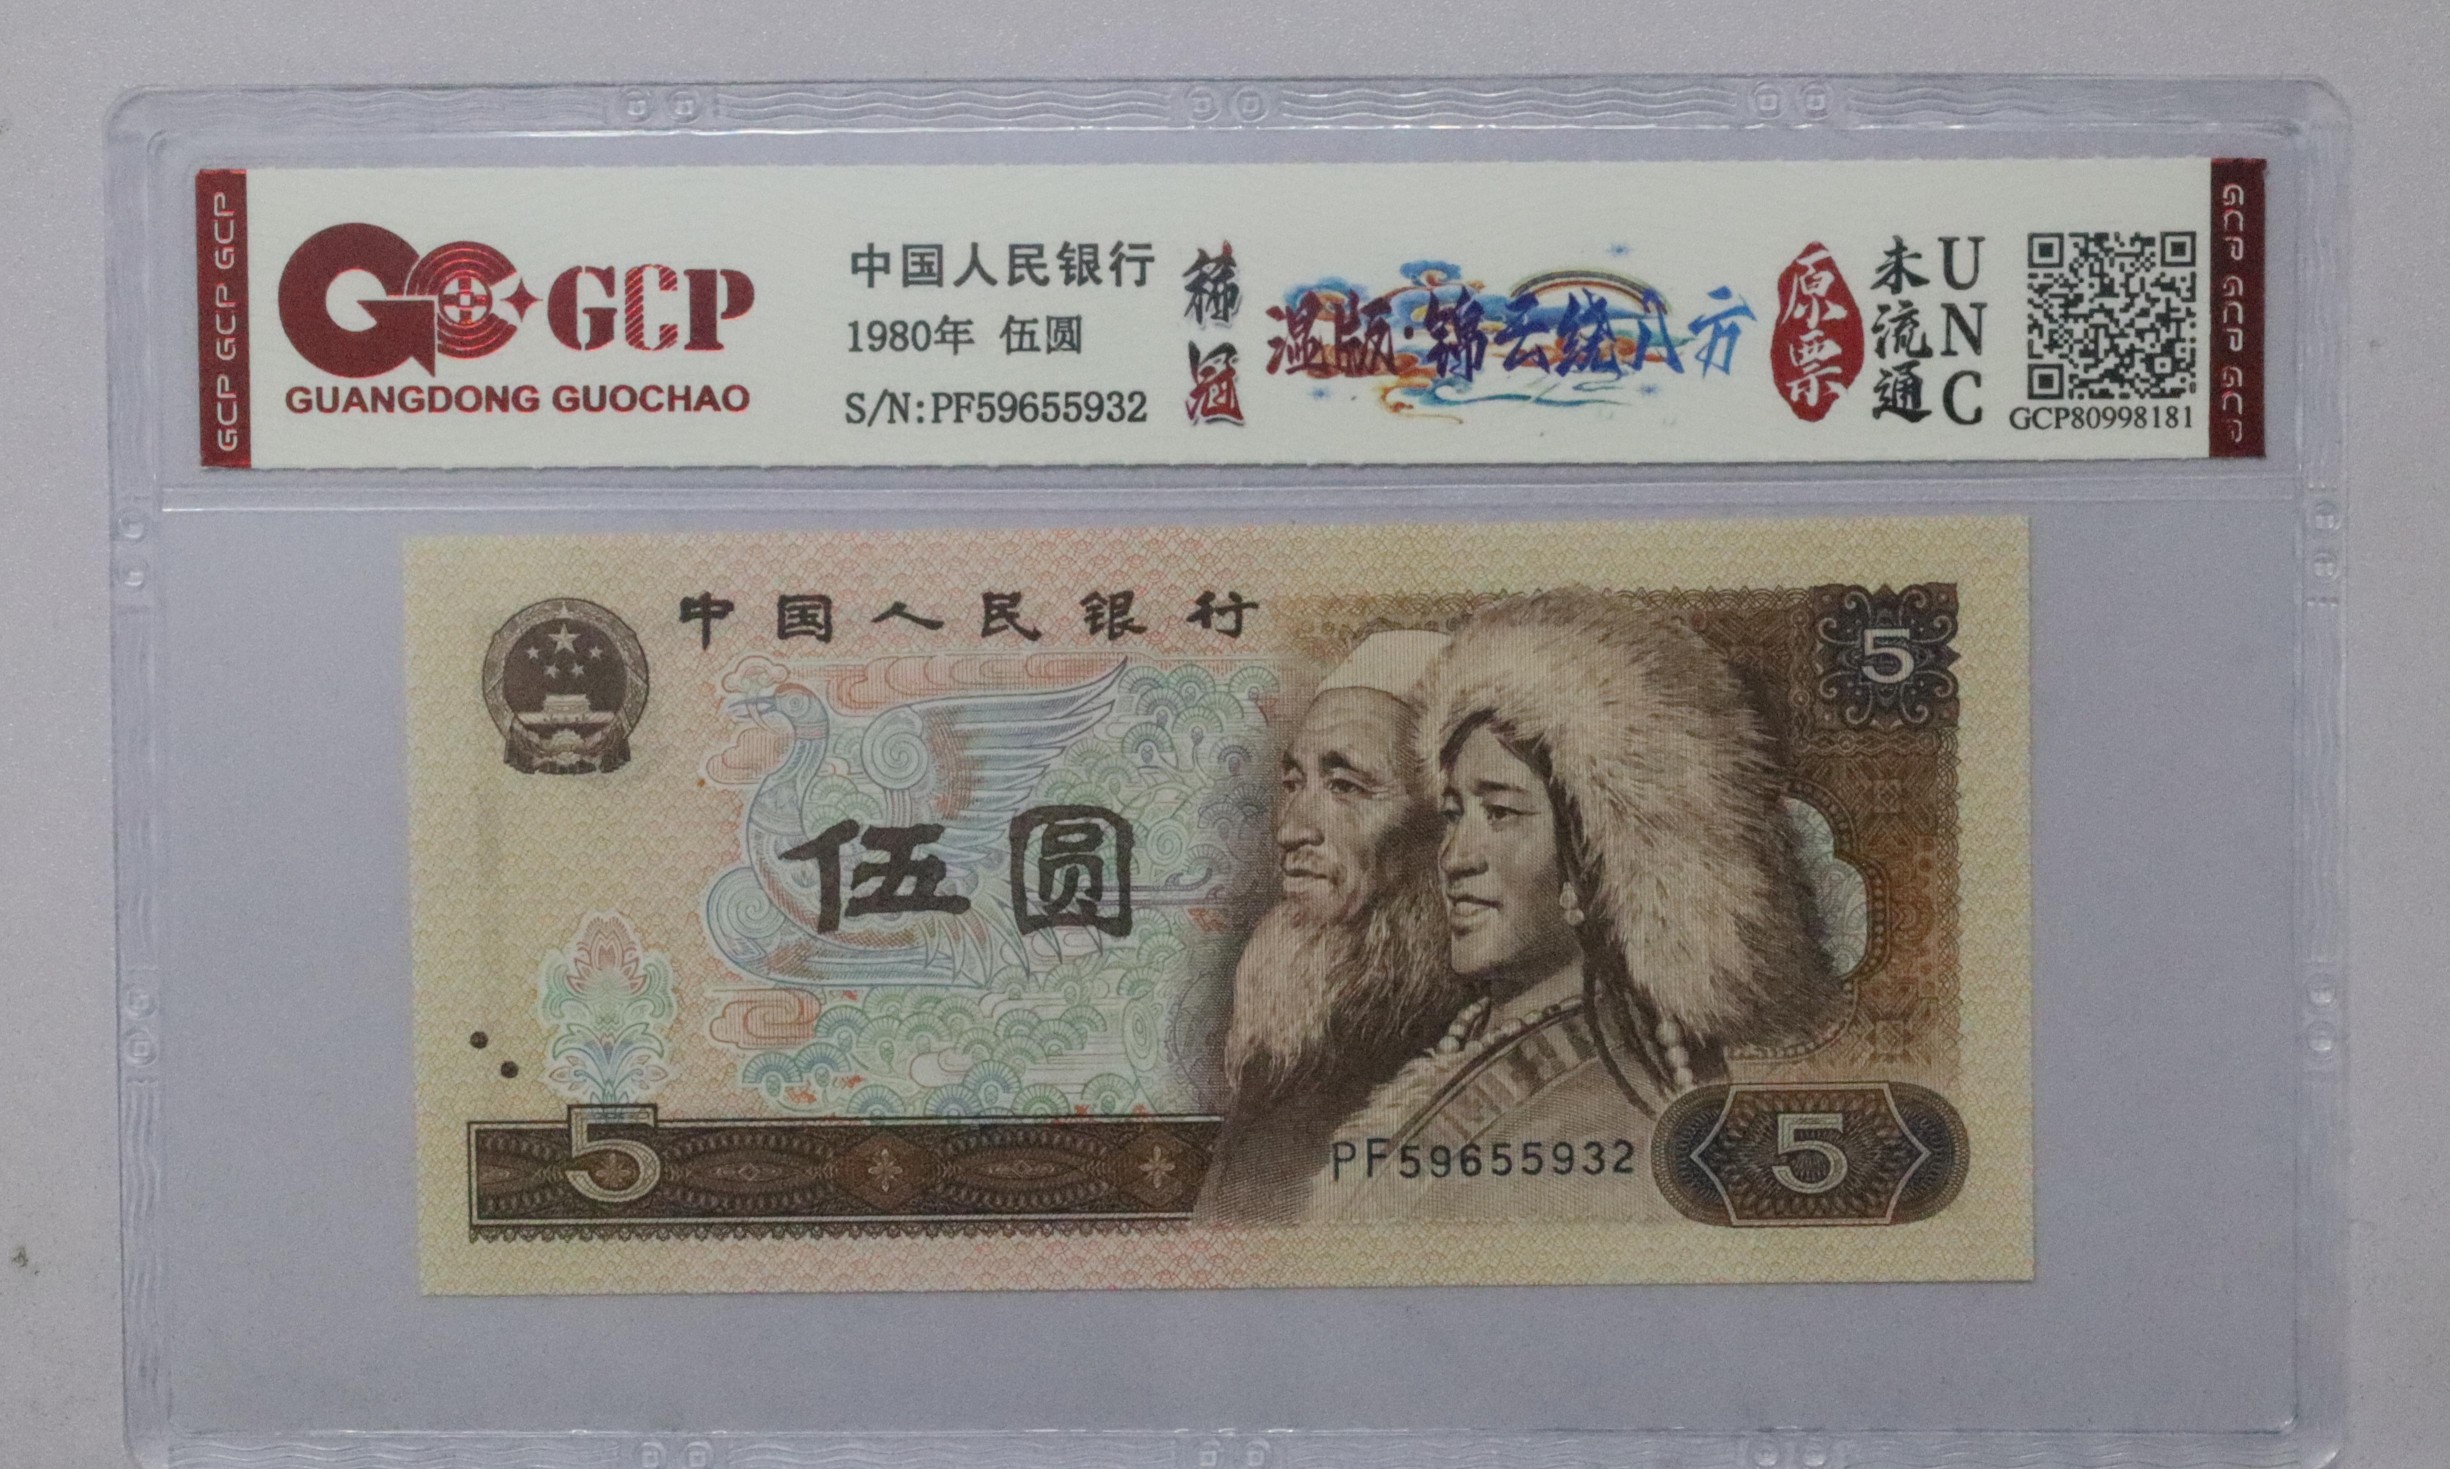 GCP GCP GCP
GCP
GUANGDONG GUOCHAO
中国人民银行
1980年 伍圆
S/N:PF59655932
冠
温版·锦云绕八方
原票
未流通
UNC
GCP80998181
GCP GCP GCP
中国人民银行
5
伍圆
5
PF59655932
5